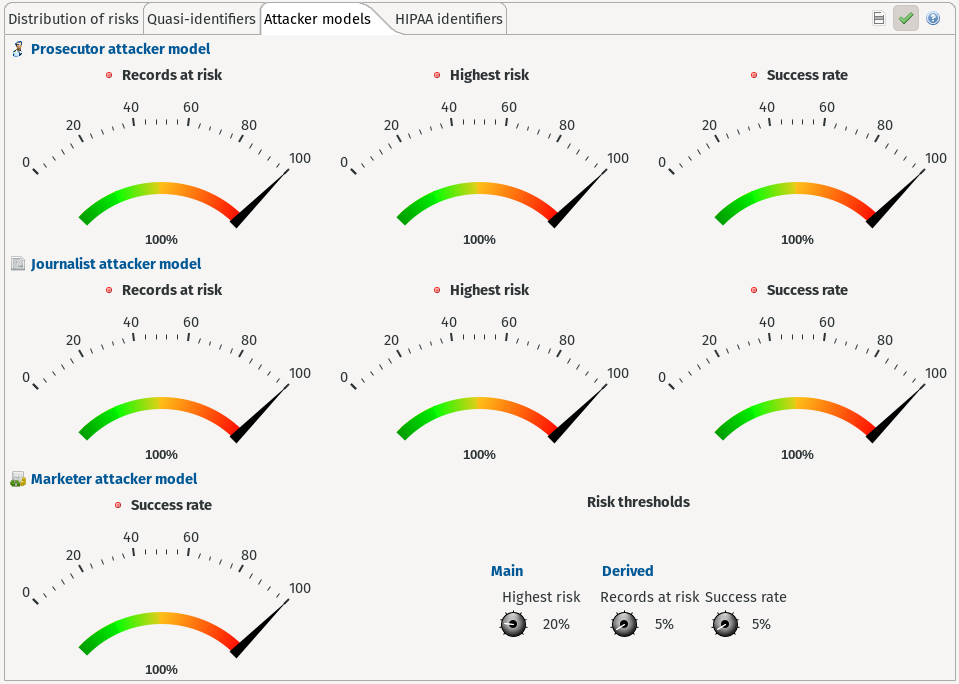 Distribution of risks Quasi-identifiers Attacker models HIPAA identifiers
Prosecutor attacker model
Records at risk Highest risk Success rate
0 20 40 60 80 100 0 20 40 60 80 100 0 20 40 60 80 100
100% 100% 100%
Journalist attacker model
Records at risk Highest risk Success rate
0 20 40 60 80 100 0 20 40 60 80 100 0 20 40 60 80 100
100% 100% 100%
Marketer attacker model
Success rate
0 20 40 60 80 100
100%
Risk thresholds
Main Derived
Highest risk Records at risk Success rate
20% 5% 5%